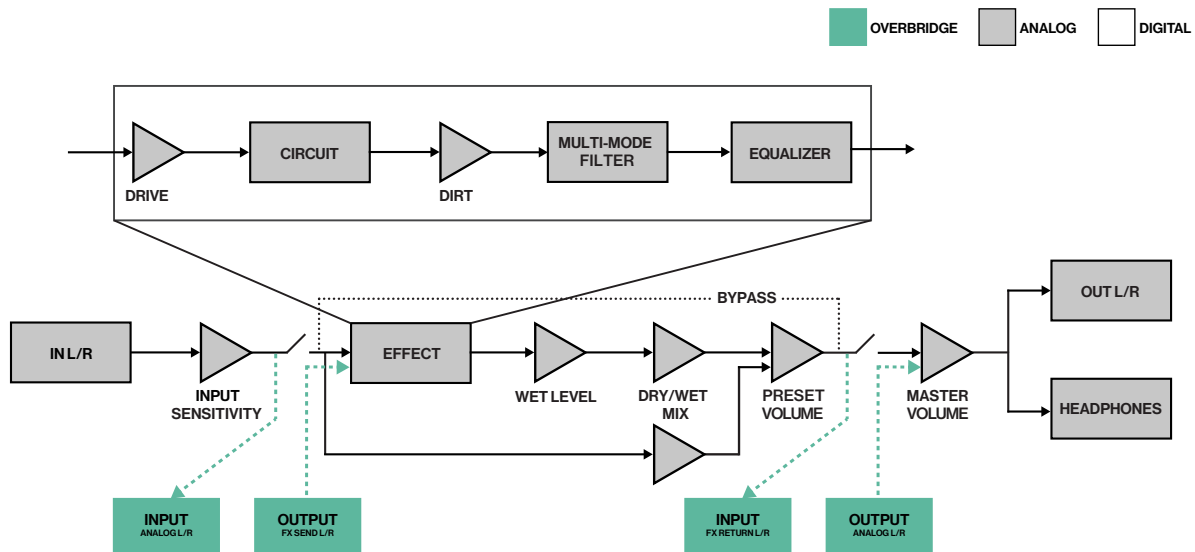 OVERBRIDGE
ANALOG
DIGITAL
DRIVE
CIRCUIT
DIRT
MULTI-MODE
FILTER
EQUALIZER
BYPASS
IN L/R
INPUT
SENSITIVITY
EFFECT
WET LEVEL
DRY/WET
MIX
PRESET
VOLUME
MASTER
VOLUME
OUT L/R
HEADPHONES
INPUT
ANALOG L/R
OUTPUT
FX SEND L/R
INPUT
FX RETURN L/R
OUTPUT
ANALOG L/R